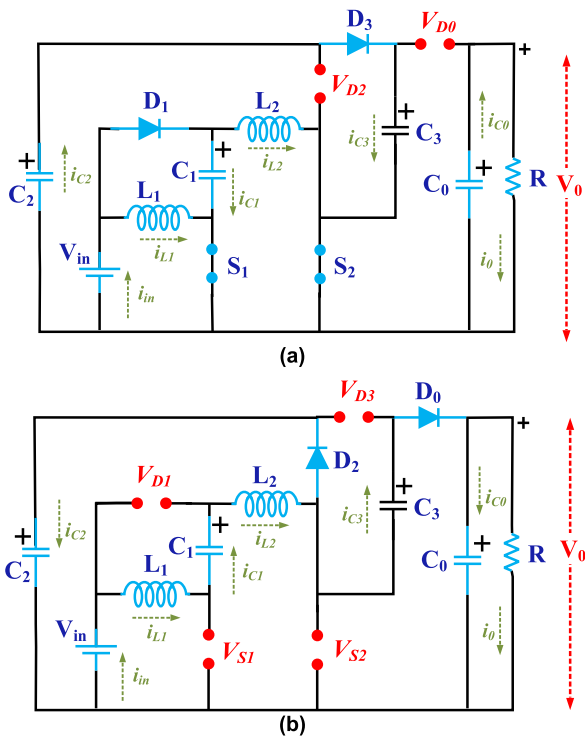 D3
VD0
+
VD2
D1
L2
+
iC3
C3
iC0
+
iC2
C2
+
C1
iL2
iC1
+
C0
R
V0
L1
iL1
Vin
iin
S1
S2
i0
(a)
VD3
D0
+
VD1
L2
D2
+
iC2
+
C2
+
C1
iL2
iC1
iC3
C3
iC0
+
C0
R
V0
L1
iL1
Vin
iin
VS1
VS2
i0
(b)